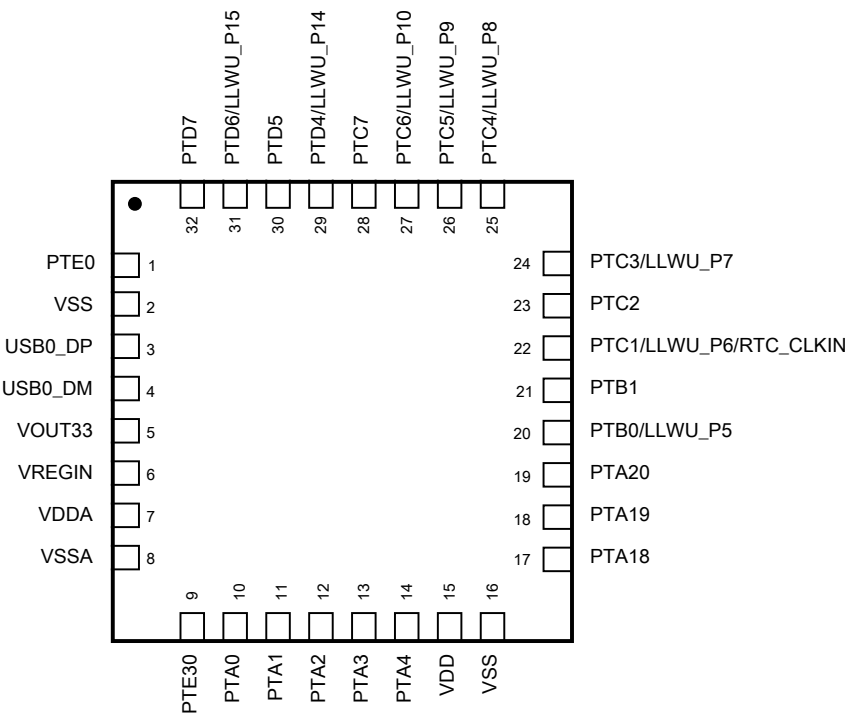 PTD7
PTD6/LLWU_P15
PTD5
PTD4/LLWU_P14
PTC7
PTC6/LLWU_P10
PTC5/LLWU_P9
PTC4/LLWU_P8
32
31
30
29
28
27
26
25
PTE0 1
VSS 2
USB0_DP 3
USB0_DM 4
VOUT33 5
VREGIN 6
VDDA 7
VSSA 8
24 PTC3/LLWU_P7
23 PTC2
22 PTC1/LLWU_P6/RTC_CLKIN
21 PTB1
20 PTB0/LLWU_P5
19 PTA20
18 PTA19
17 PTA18
9
10
11
12
13
14
15
16
PTE30
PTA0
PTA1
PTA2
PTA3
PTA4
VDD
VSS